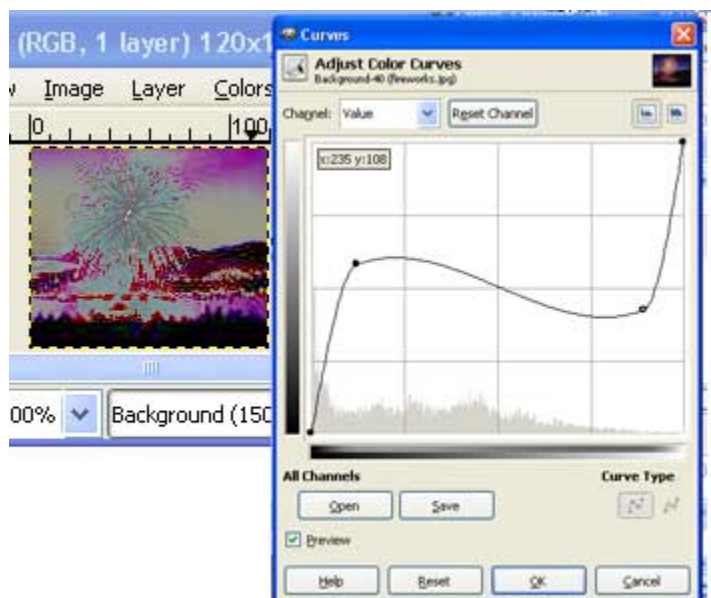 (RGB, 1 layer) 120x1
Image Layer Colors
0 100
00% Background (150
Curves
Adjust Color Curves
Background-40 (fireworks.jpg)
Channel: Value Reset Channel
x:235 y:108
All Channels
Curve Type
Open Save
Preview
Help Reset OK Cancel